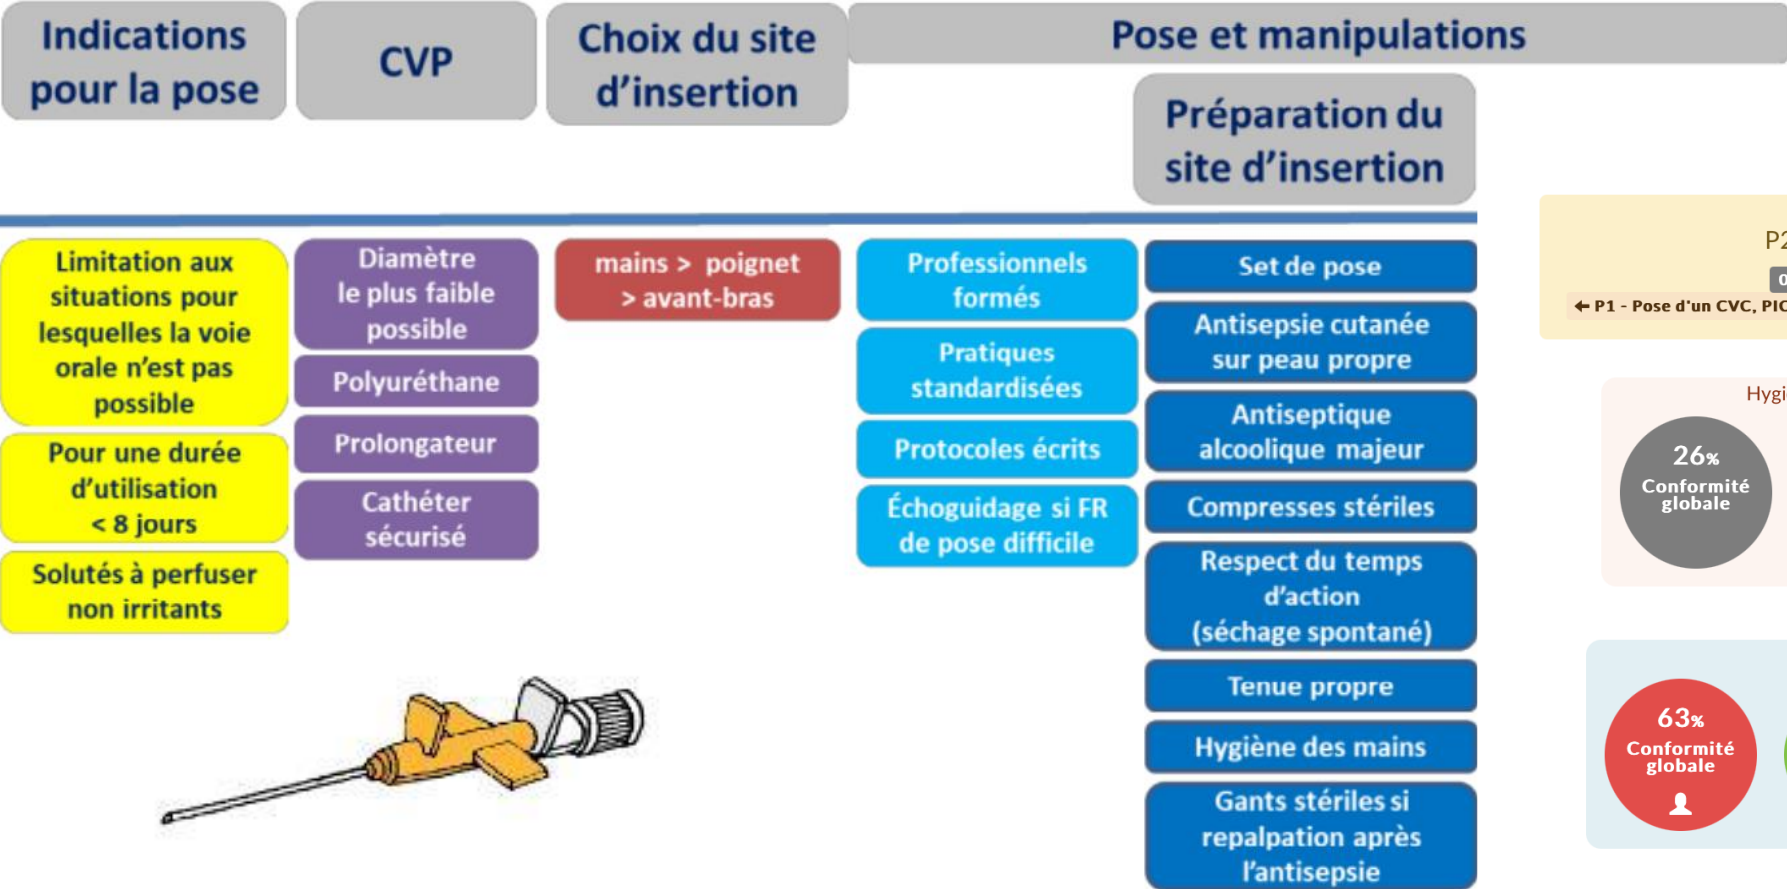 Indications
pour la pose
CVP
Choix du site
d'insertion
Pose et manipulations
Préparation du
site d'insertion
Limitation aux
situations pour
lesquelles la voie
orale n'est pas
possible
Pour une durée
d'utilisation
< 8 jours
Solutés à perfuser
non irritants
Diamètre
le plus faible
possible
Polyuréthane
Prolongateur
Cathéter
sécurisé
mains > poignet
> avant-bras
Professionnels
formés
Pratiques
standardisées
Protocoles écrits
Échoguidage si FR
de pose difficile
Set de pose
Antisepsie cutanée
sur peau propre
Antiseptique
alcoolique majeur
Compresses stériles
Respect du temps
d'action
(séchage spontané)
Tenue propre
Hygiène des mains
Gants stériles si
repalpation après
l'antisepsie
P2
0
← P1 - Pose d'un CVC, PIC
Hygi
26%
Conformité
globale
63%
Conformité
globale